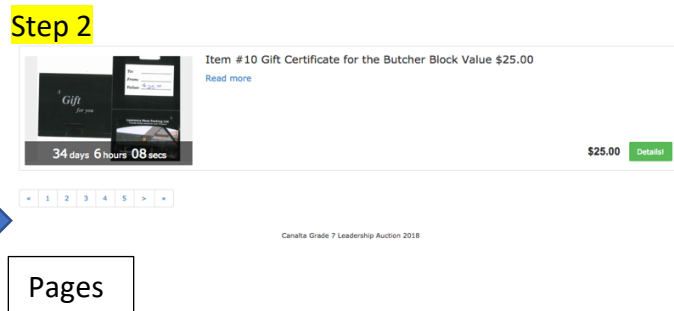 Step 2
Item #10 Gift Certificate for the Butcher Block Value $25.00
Read more
Gift
for you
To:
From:
Value:
34 days 6 hours 08 secs
$25.00 Details!
« 1 2 3 4 5 > »
Canalta Grade 7 Leadership Auction 2018
Pages